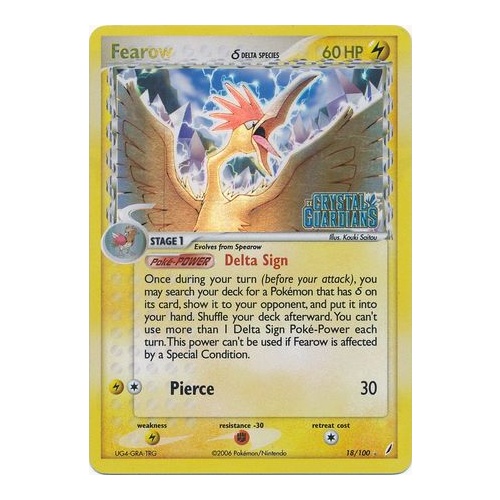 Fearow δ DELTA SPECIES 60 HP
EX CRYSTAL
GUARDIANS
Illus. Kouki Saitou
STAGE 1 Evolves from Spearow
Poké-POWER Delta Sign
Once during your turn (before your attack), you
may search your deck for a Pokémon that has δ on
its card, show it to your opponent, and put it into
your hand. Shuffle your deck afterward. You can't
use more than 1 Delta Sign Poké-Power each
turn. This power can't be used if Fearow is affected
by a Special Condition.
Pierce 30
weakness resistance -30 retreat cost
UG4-GRA-TRG ©2006 Pokémon/Nintendo 18/100